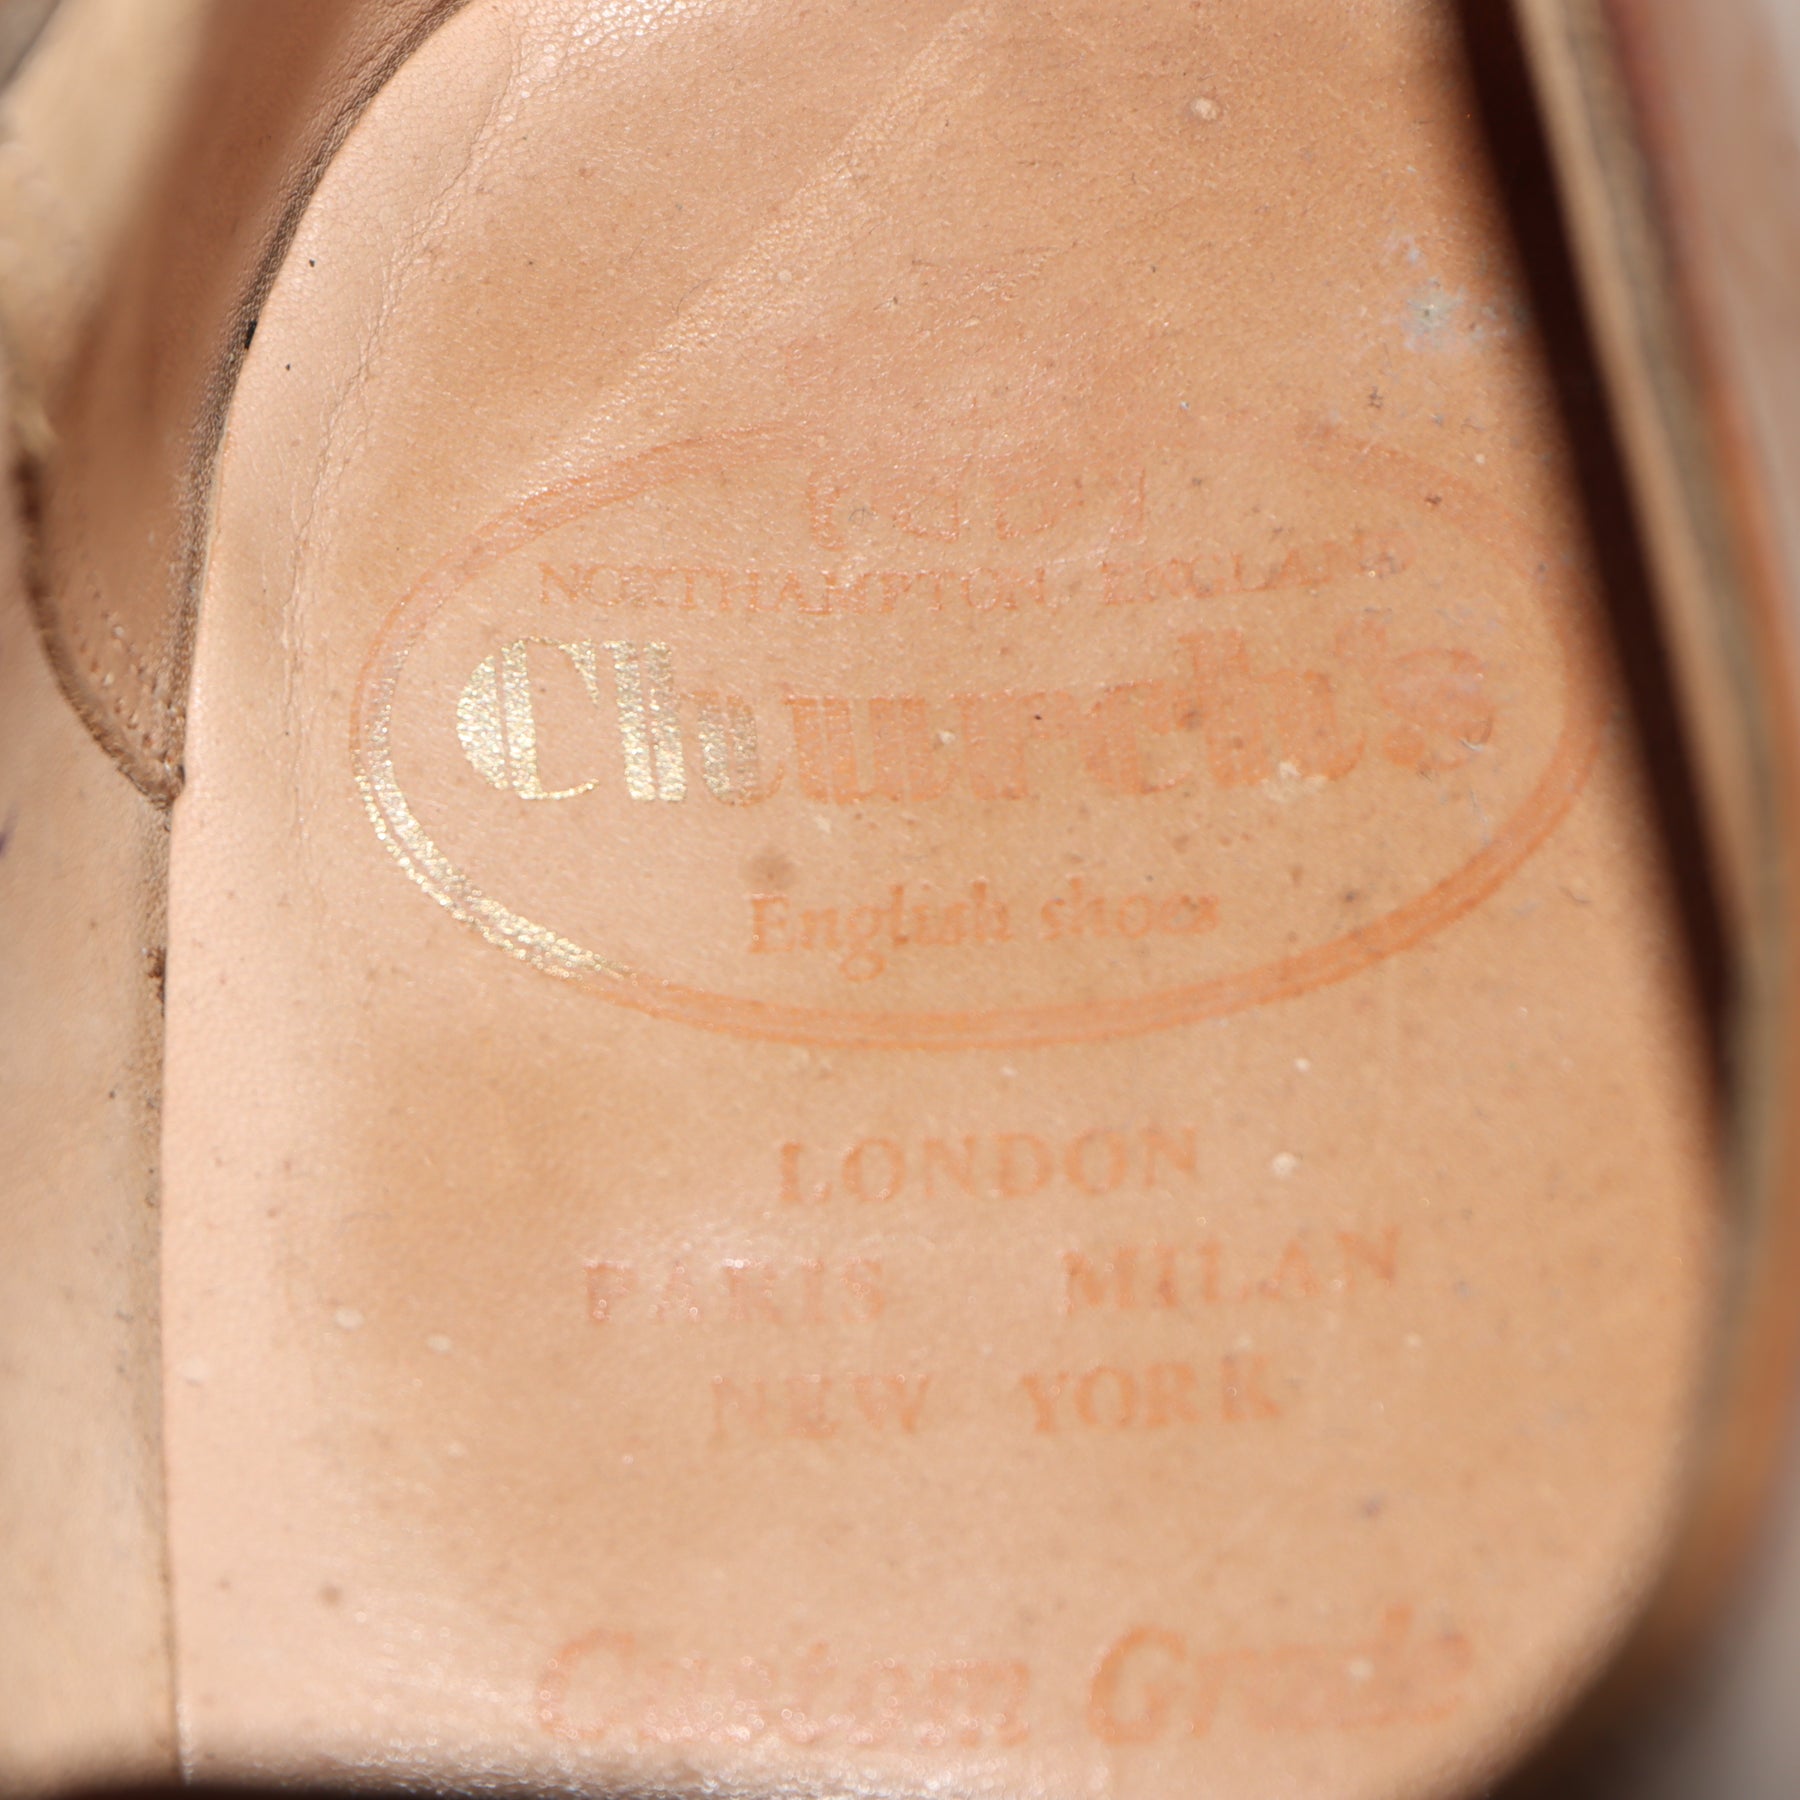 NORTHAMPTON, ENGLAND
Church's
English shoes
LONDON
PARIS MILAN
NEW YORK
Custom Grade